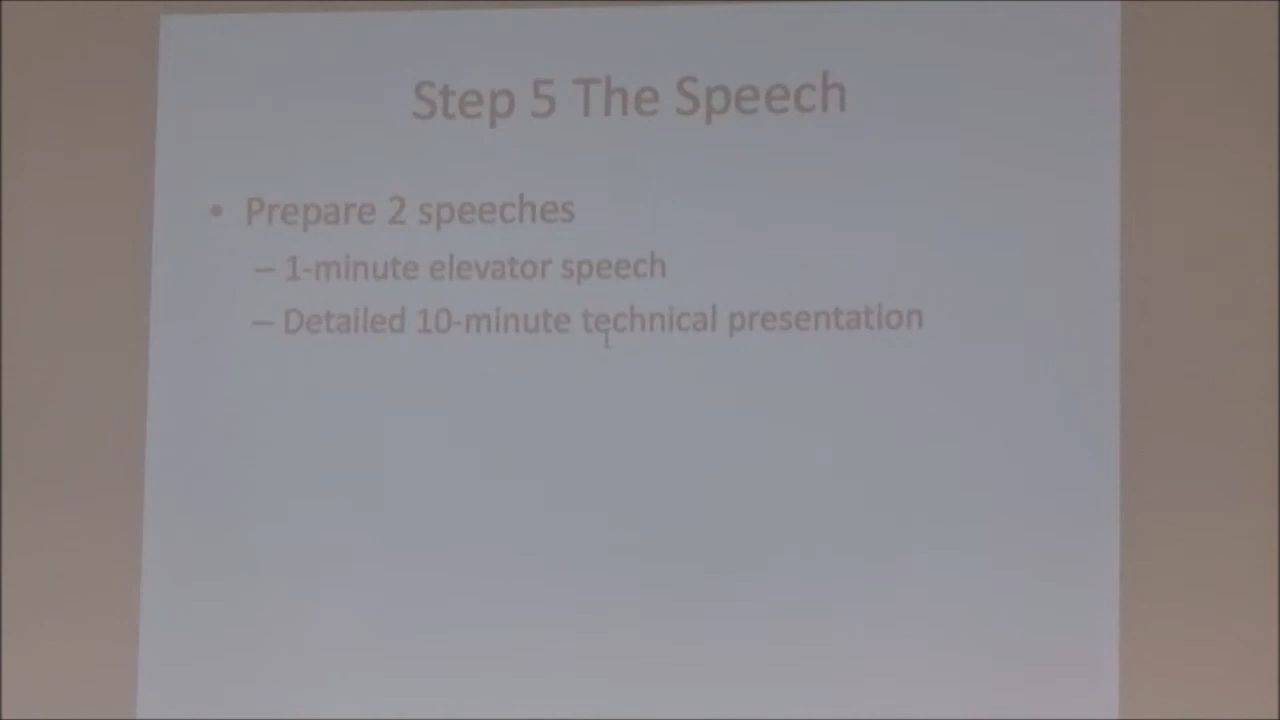 Step 5 The Speech
• Prepare 2 speeches
– 1-minute elevator speech
– Detailed 10-minute technical presentation